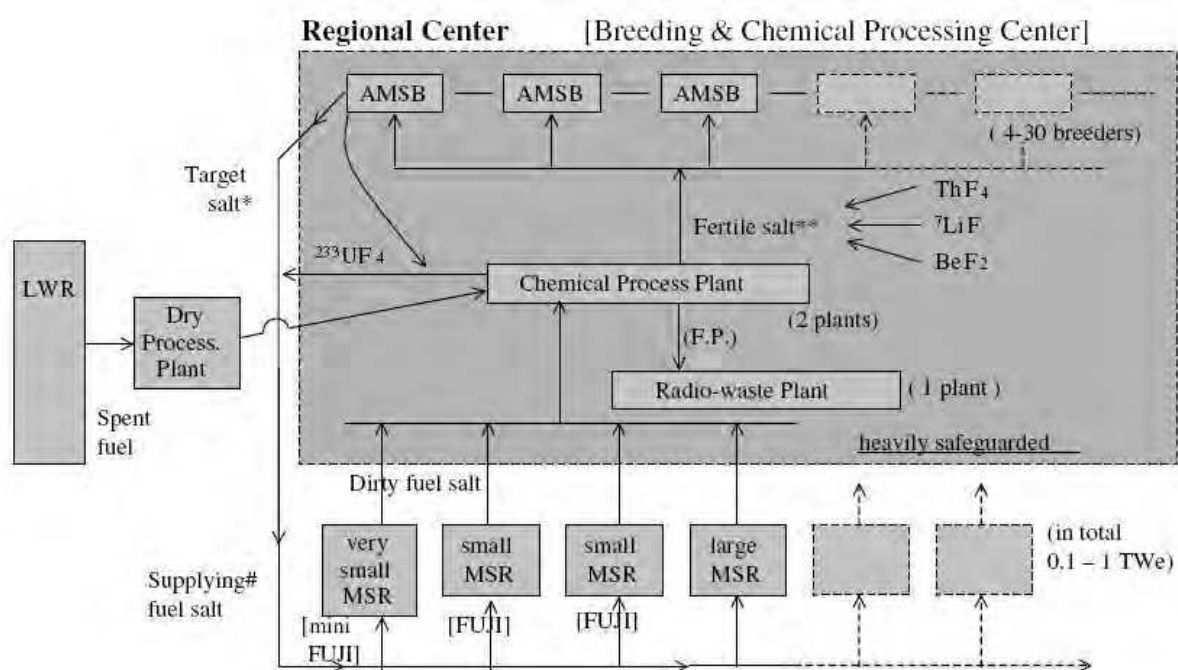 Regional Center [Breeding & Chemical Processing Center]
AMSB
AMSB
AMSB
( 4-30 breeders)
Target
salt*
ThF4
Fertile salt**
⁷LiF
BeF2
²³³UF4
LWR
Chemical Process Plant
(2 plants)
Dry
Process.
Plant
(F.P.)
Radio-waste Plant
( 1 plant )
Spent
fuel
heavily safeguarded
Dirty fuel salt
very
small
MSR
small
MSR
small
MSR
large
MSR
(in total
0.1 – 1 TWe)
Supplying#
fuel salt
[mini
FUJI]
[FUJI]
[FUJI]